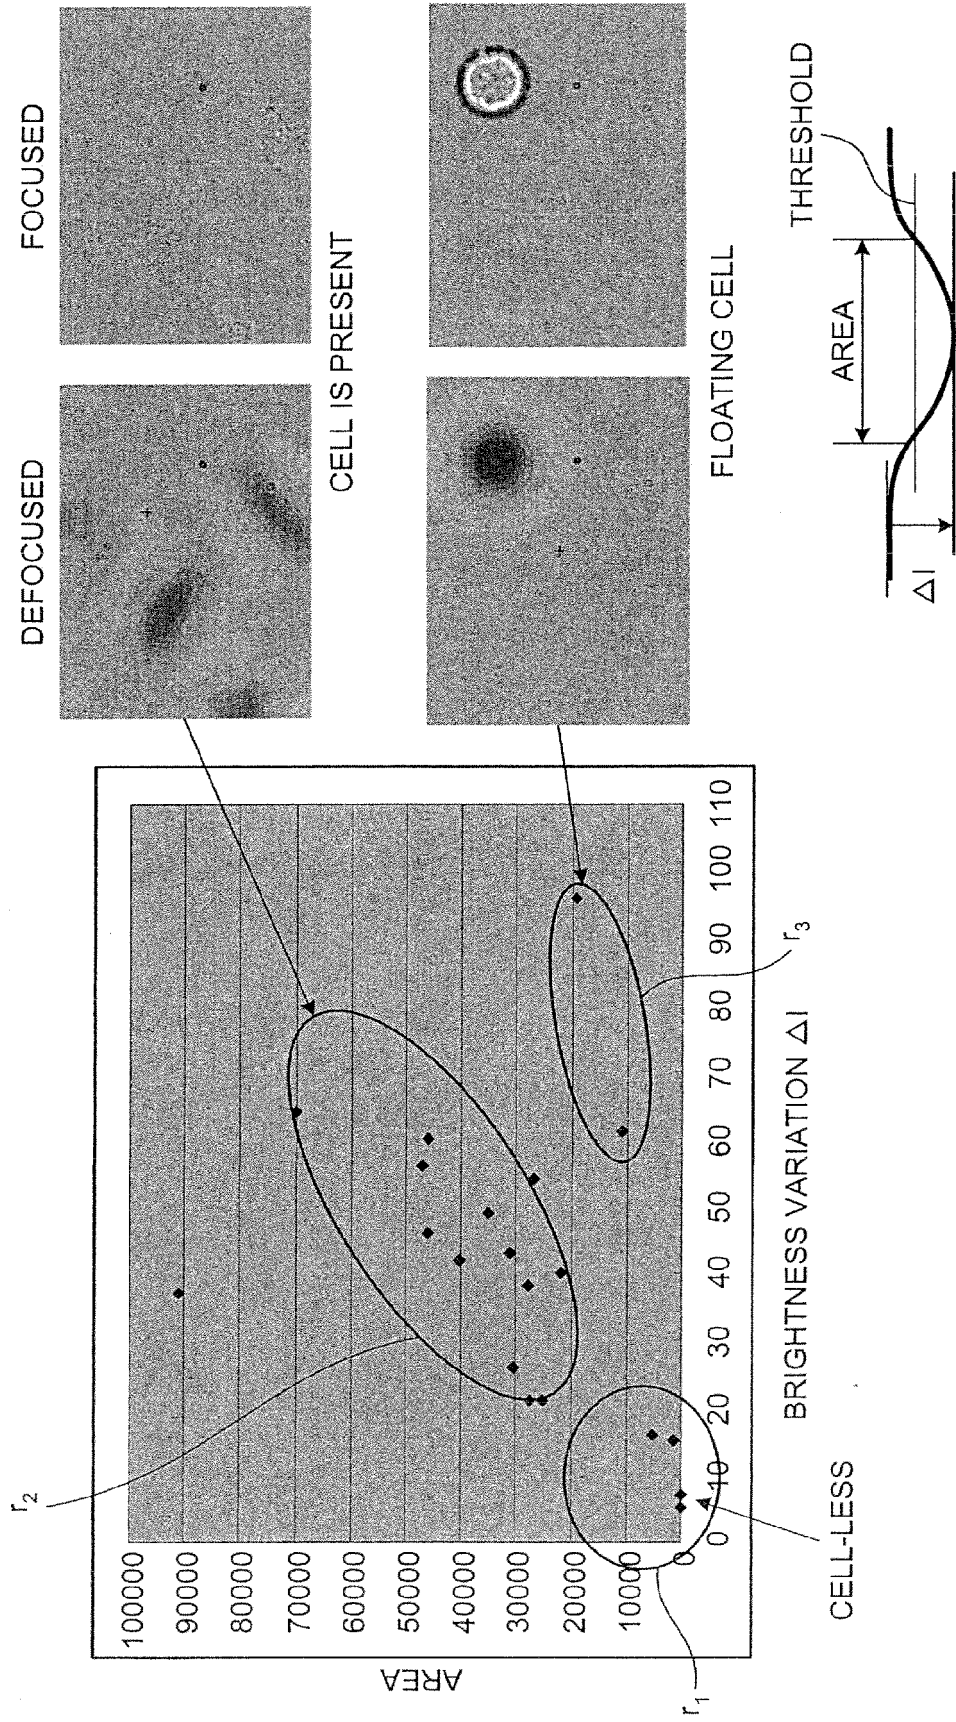 DEFOCUSED
FOCUSED
CELL IS PRESENT
FLOATING CELL
AREA
100000
90000
80000
70000
60000
50000
40000
30000
20000
10000
0
0 10 20 30 40 50 60 70 80 90 100 110
BRIGHTNESS VARIATION ΔI
r1
r2
r3
CELL-LESS
THRESHOLD
AREA
ΔI